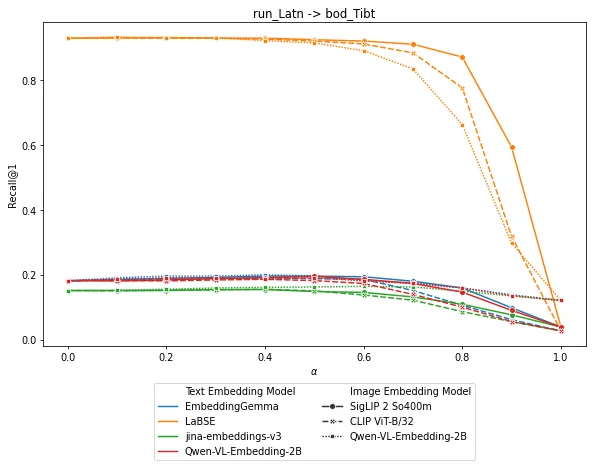 run_Latn -> bod_Tibt
Recall@1
0.8
0.6
0.4
0.2
0.0
0.0 0.2 0.4 0.6 0.8 1.0
α
Text Embedding Model
EmbeddingGemma
LaBSE
jina-embeddings-v3
Qwen-VL-Embedding-2B
Image Embedding Model
SigLIP 2 So400m
CLIP ViT-B/32
Qwen-VL-Embedding-2B